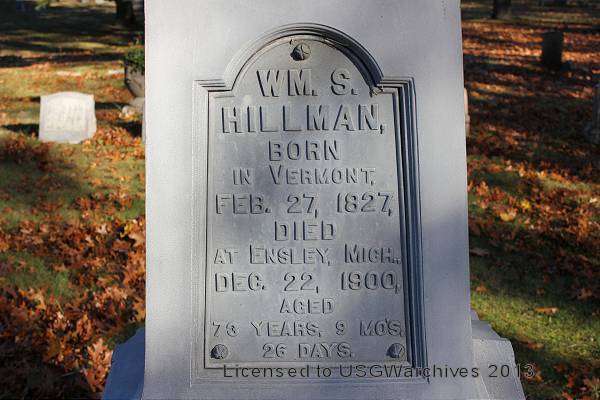 WM. S.
HILLMAN,
BORN
IN VERMONT,
FEB. 27, 1827,
DIED
AT ENSLEY, MICH.,
DEC. 22, 1900,
AGED
73 YEARS, 9 MO'S.
26 DAYS.
Licensed to USGWarchives 2013